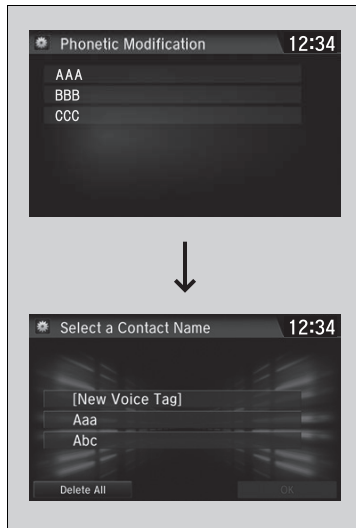 Phonetic Modification 12:34
AAA
BBB
CCC
Select a Contact Name 12:34
[New Voice Tag]
Aaa
Abc
Delete All OK